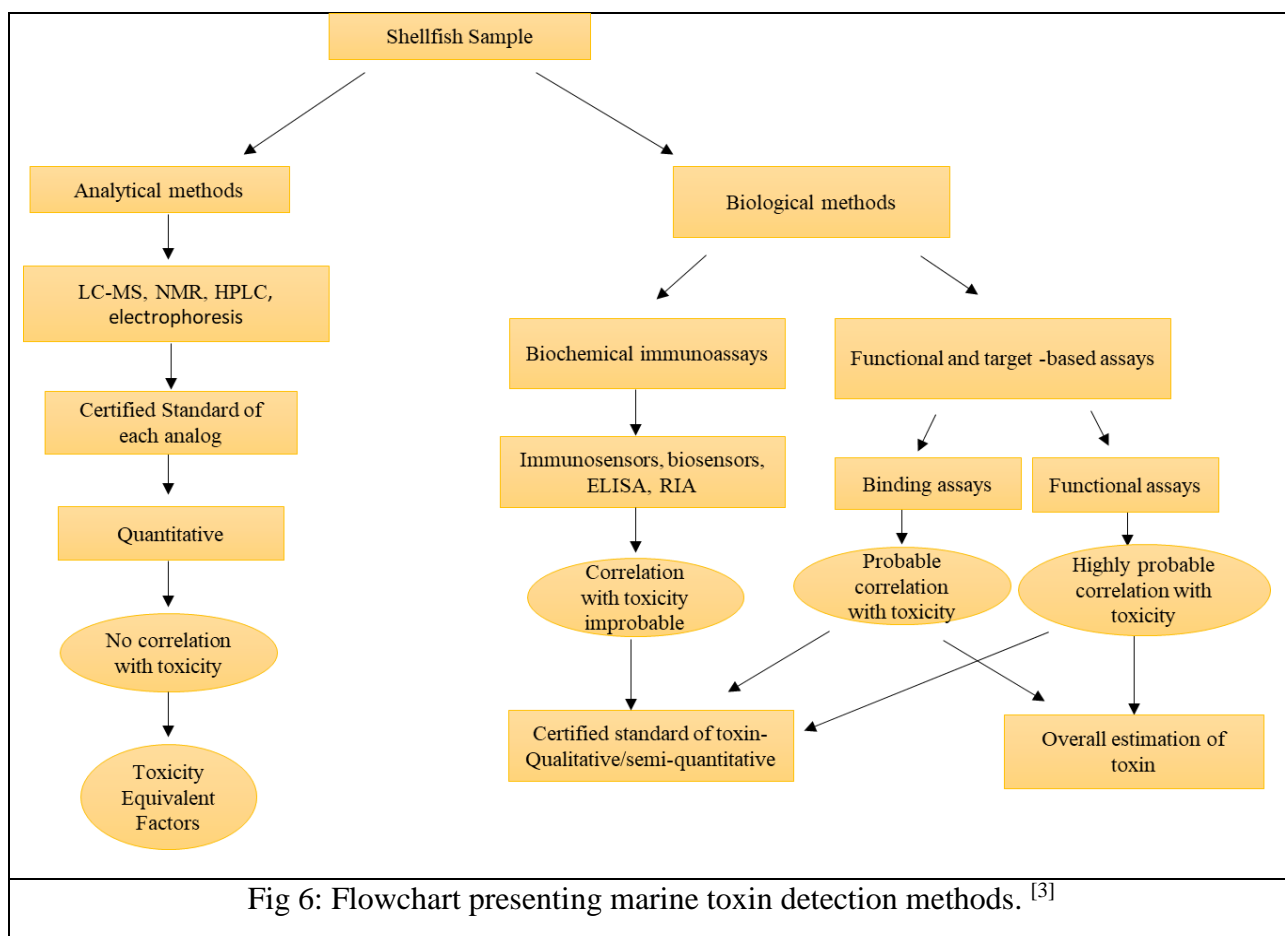 Shellfish Sample
Analytical methods
Biological methods
LC-MS, NMR, HPLC,
electrophoresis
Biochemical immunoassays
Functional and target -based assays
Certified Standard of
each analog
Immunosensors, biosensors,
ELISA, RIA
Binding assays
Functional assays
Quantitative
Correlation
with toxicity
improbable
Probable
correlation
with toxicity
Highly probable
correlation with
toxicity
No correlation
with toxicity
Certified standard of toxin-
Qualitative/semi-quantitative
Overall estimation of
toxin
Toxicity
Equivalent
Factors
Fig 6: Flowchart presenting marine toxin detection methods. [3]